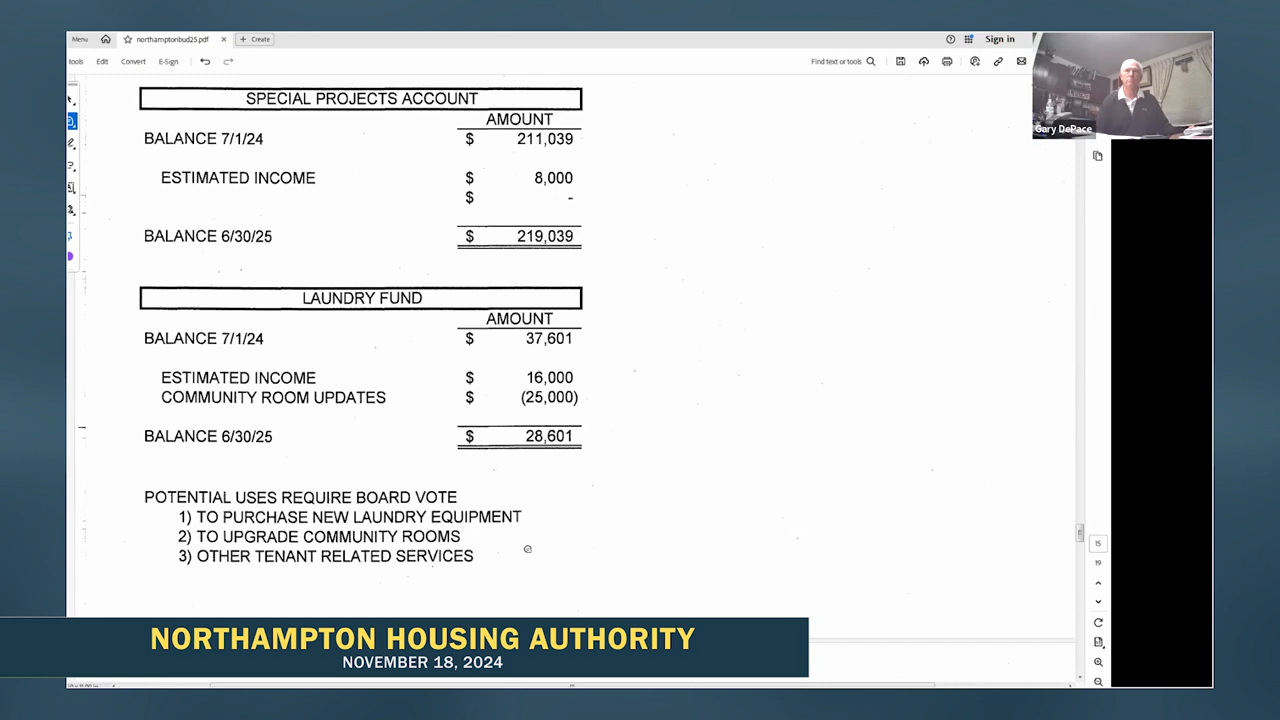 Menu northamptonbud25.pdf × + Create Sign in
tools Edit Convert E-Sign Find text or tools
Gary DePace
SPECIAL PROJECTS ACCOUNT
AMOUNT
BALANCE 7/1/24 $ 211,039
ESTIMATED INCOME $ 8,000
$ -
BALANCE 6/30/25 $ 219,039
LAUNDRY FUND
AMOUNT
BALANCE 7/1/24 $ 37,601
ESTIMATED INCOME $ 16,000
COMMUNITY ROOM UPDATES $ (25,000)
BALANCE 6/30/25 $ 28,601
POTENTIAL USES REQUIRE BOARD VOTE
1) TO PURCHASE NEW LAUNDRY EQUIPMENT
2) TO UPGRADE COMMUNITY ROOMS
3) OTHER TENANT RELATED SERVICES
15
19
NORTHAMPTON HOUSING AUTHORITY
NOVEMBER 18, 2024